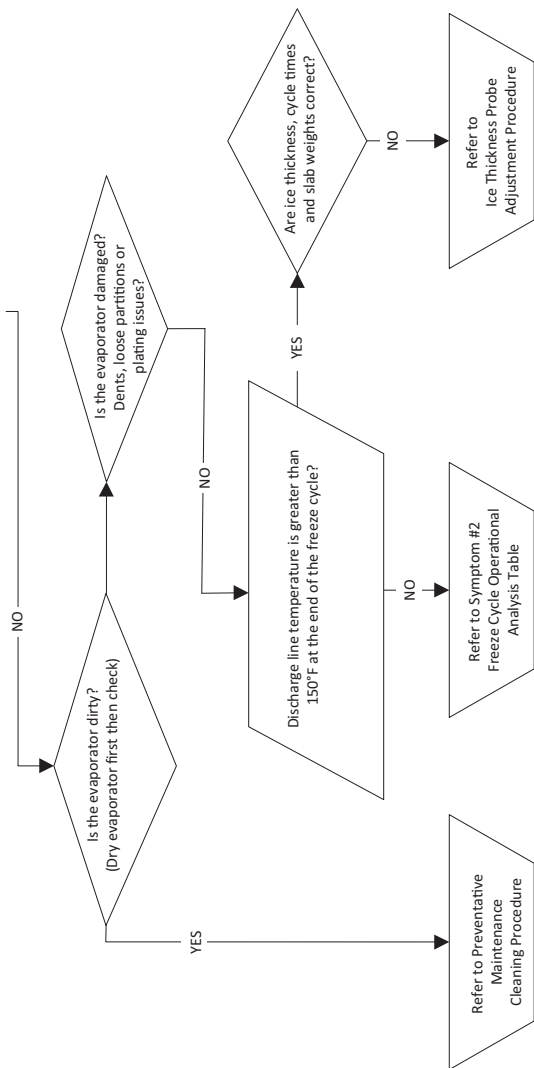 NO
Is the evaporator dirty?
(Dry evaporator first then check)
YES
Refer to Preventative
Maintenance
Cleaning Procedure
Is the evaporator damaged?
Dents, loose partitions or
plating issues?
NO
Discharge line temperature is greater than
150°F at the end of the freeze cycle?
NO
Refer to Symptom #2
Freeze Cycle Operational
Analysis Table
YES
Are ice thickness, cycle times
and slab weights correct?
NO
Refer to
Ice Thickness Probe
Adjustment Procedure